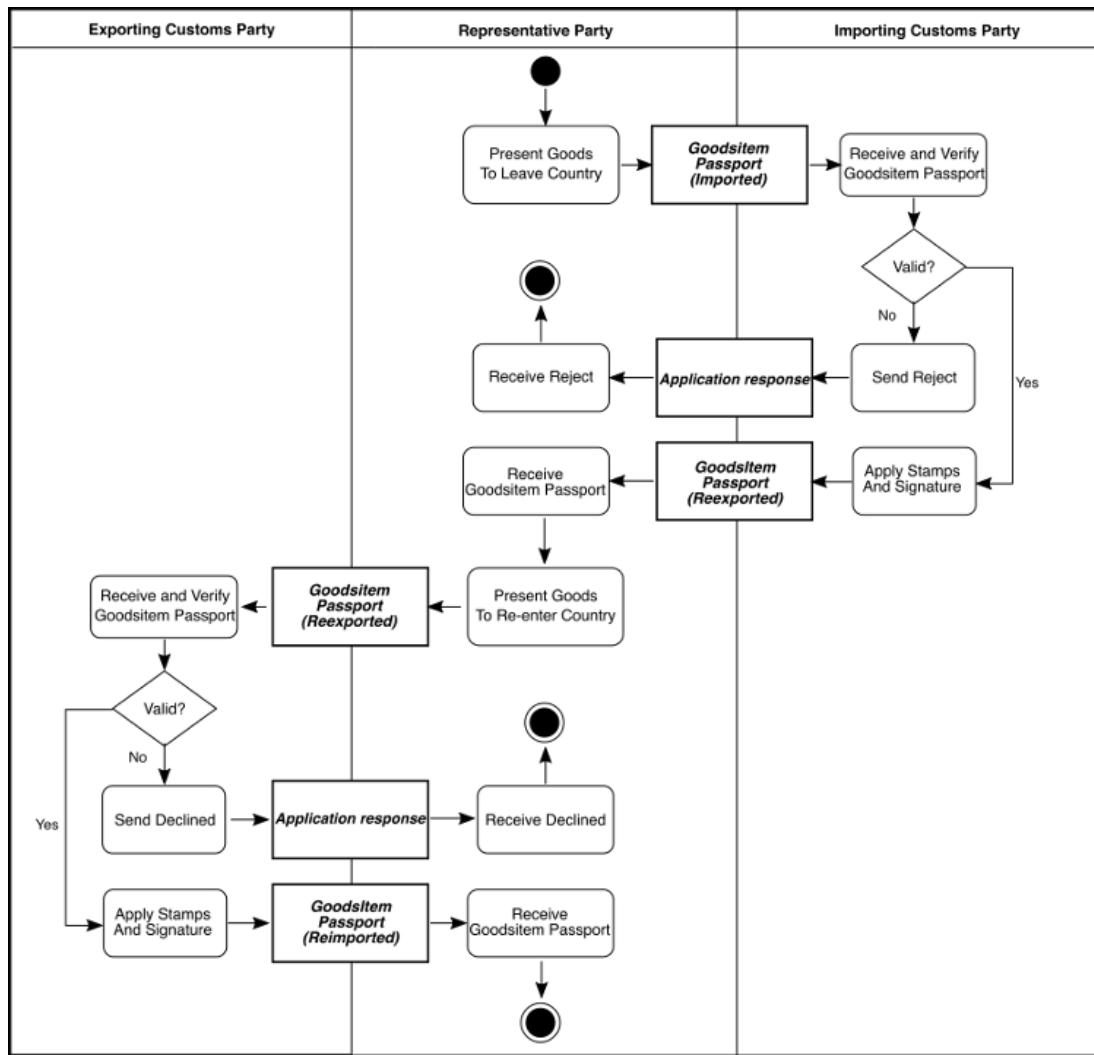 Exporting Customs Party
Representative Party
Importing Customs Party
Present Goods
To Leave Country
Goodsitem
Passport
(Imported)
Receive and Verify
Goodsitem Passport
Valid?
No
Yes
Receive Reject
Application response
Send Reject
Receive
Goodsitem Passport
GoodsItem
Passport
(Reexported)
Apply Stamps
And Signature
Receive and Verify
Goodsitem Passport
Goodsitem
Passport
(Reexported)
Present Goods
To Re-enter Country
Valid?
No
Yes
Send Declined
Application response
Receive Declined
Apply Stamps
And Signature
GoodsItem
Passport
(Reimported)
Receive
Goodsitem Passport